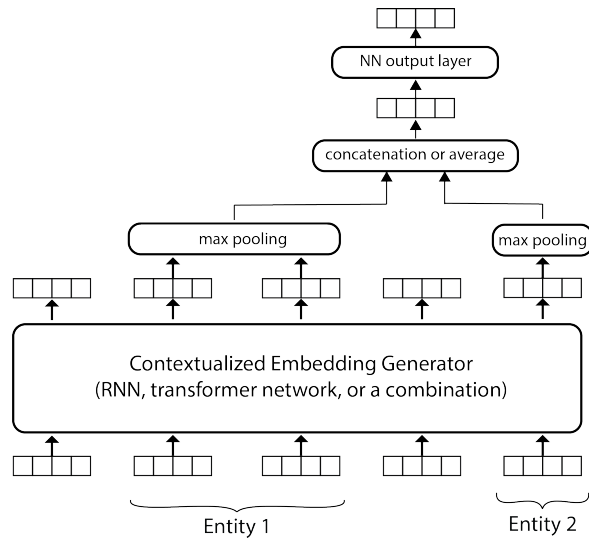 NN output layer
concatenation or average
max pooling
max pooling
Contextualized Embedding Generator
(RNN, transformer network, or a combination)
Entity 1
Entity 2